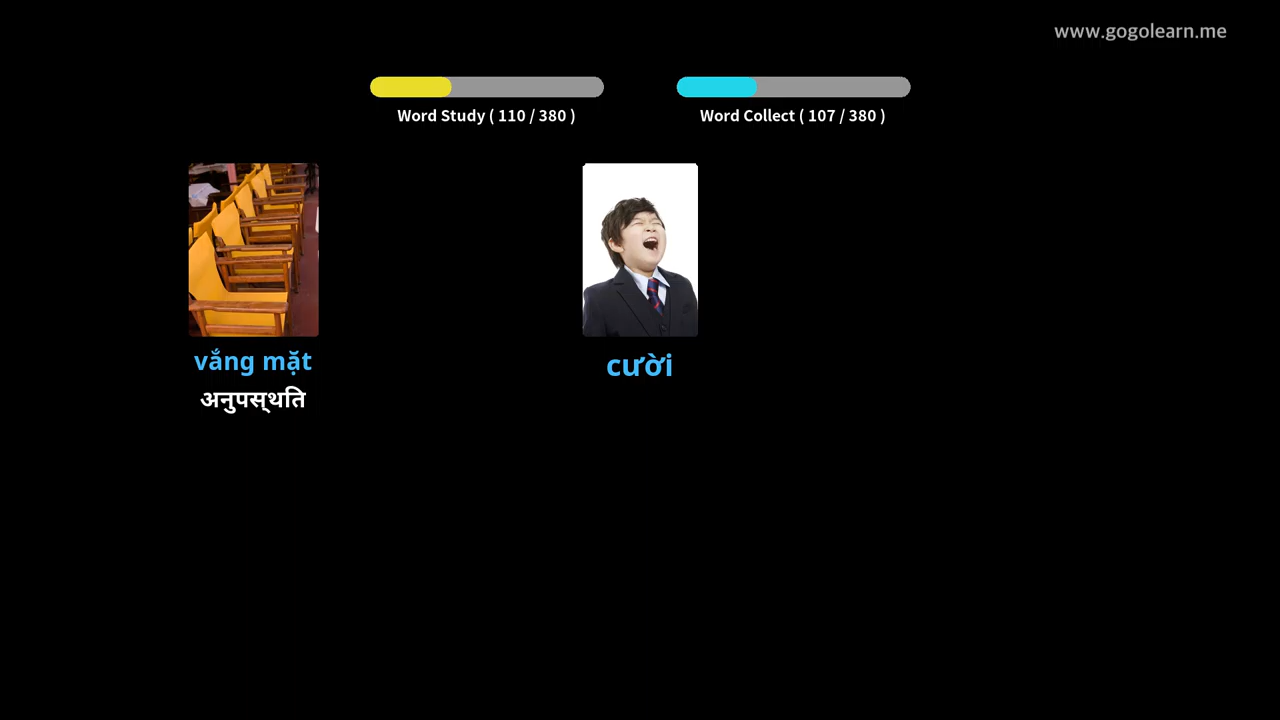 www.gogolearn.me
Word Study ( 110 / 380 )
Word Collect ( 107 / 380 )
vắng mặt
अनुपस्थति
cười